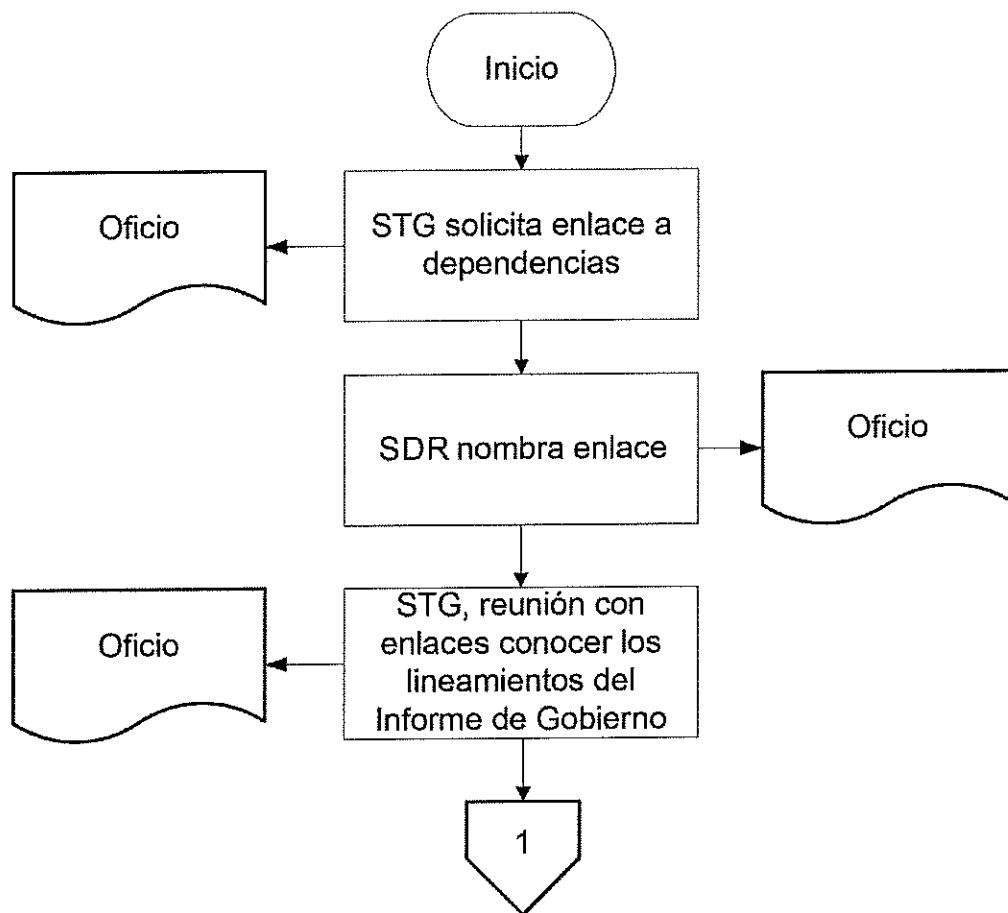 Inicio
Oficio
STG solicita enlace a
dependencias
SDR nombra enlace
Oficio
Oficio
STG, reunión con
enlaces conocer los
lineamientos del
Informe de Gobierno
1